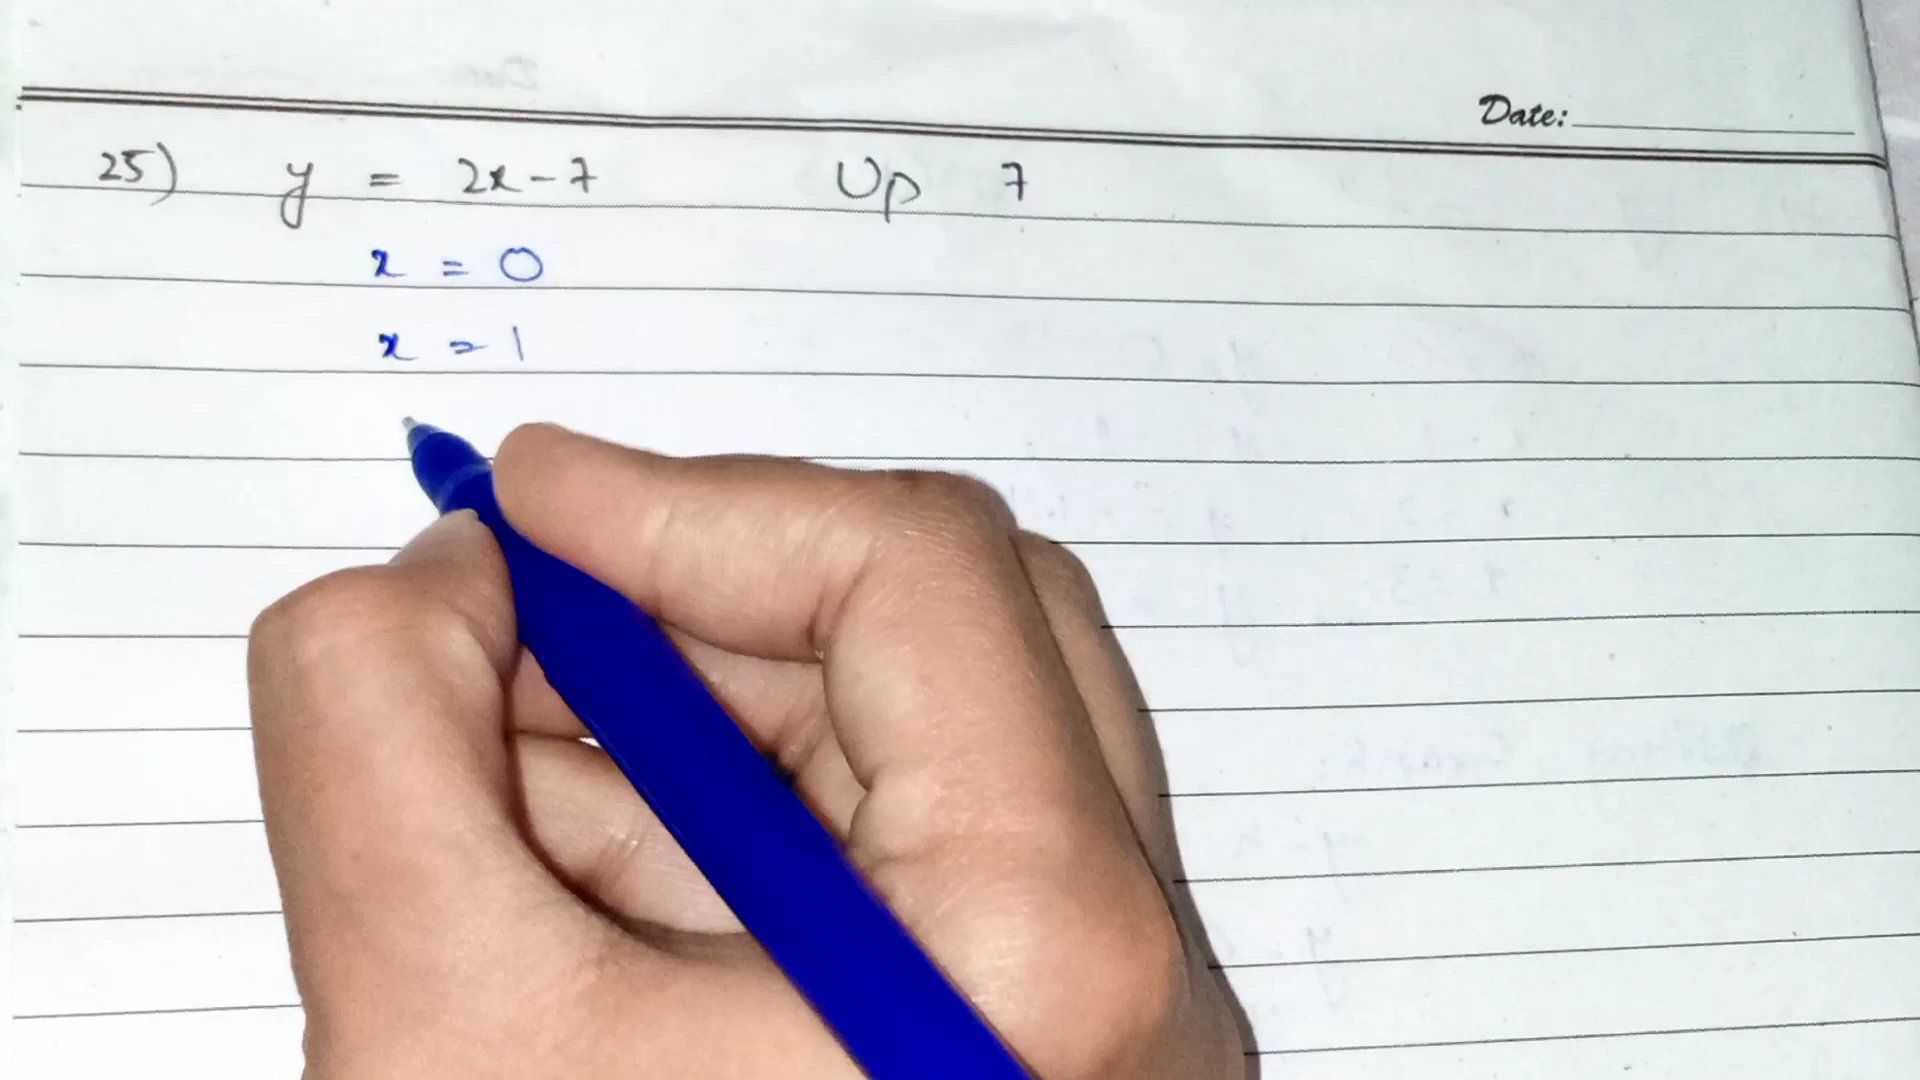 Date:
25) y = 2x - 7 Up 7
x = 0
x = 1